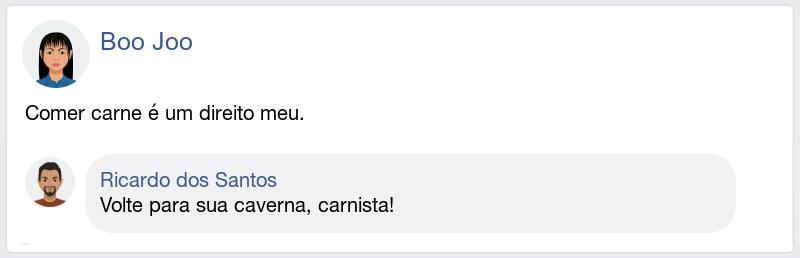 Boo Joo
Comer carne é um direito meu.
Ricardo dos Santos
Volte para sua caverna, carnista!